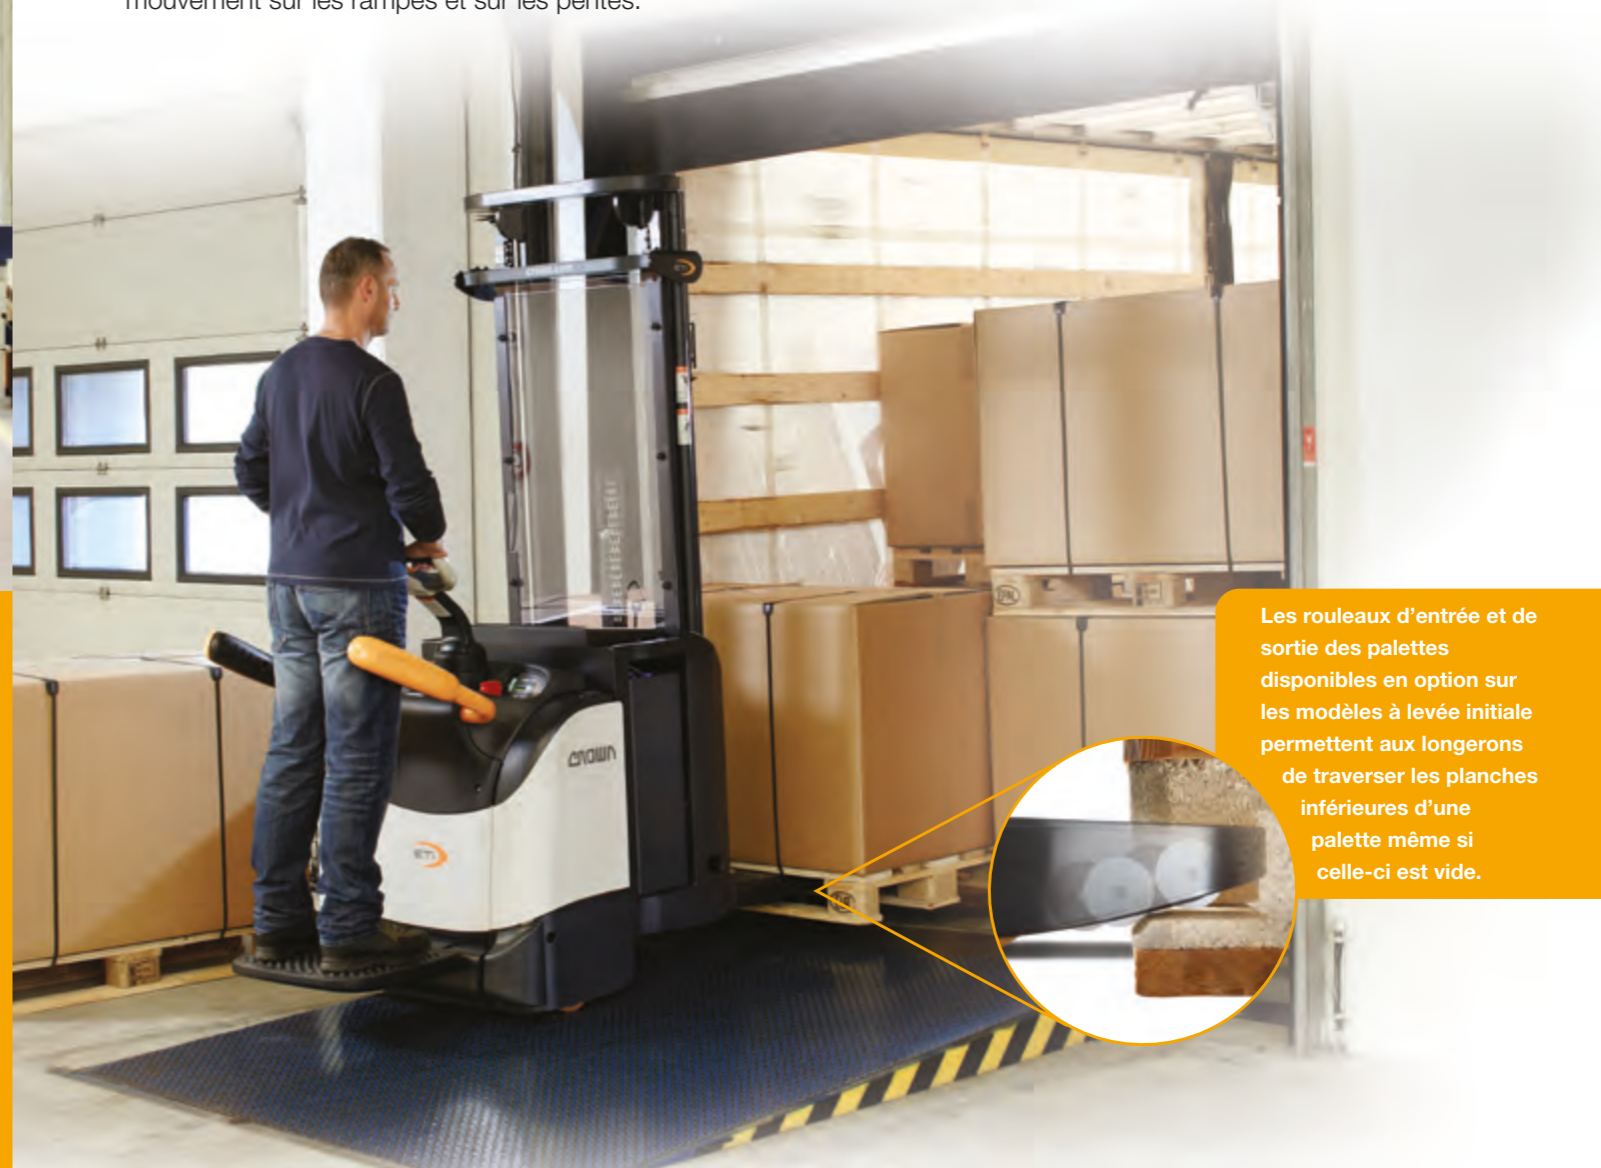 mouvement sur les rampes et sur les pentes.
CROWN
ETi
EPAL
Les rouleaux d’entrée et de
sortie des palettes
disponibles en option sur
les modèles à levée initiale
permettent aux longerons
de traverser les planches
inférieures d’une
palette même si
celle-ci est vide.